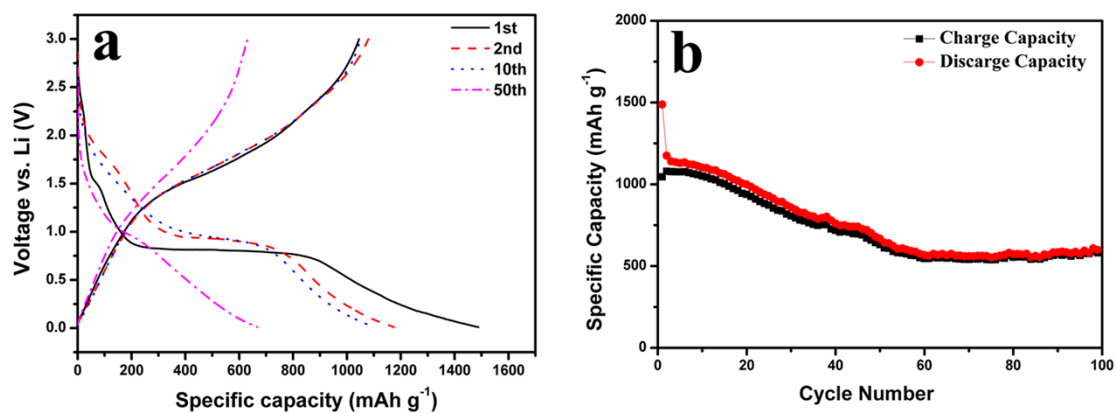 a
1st
2nd
10th
50th
3.0
2.5
2.0
1.5
1.0
0.5
0.0
Voltage vs. Li (V)
0 200 400 600 800 1000 1200 1400 1600
Specific capacity (mAh g-1)
b
Charge Capacity
Discarge Capacity
2000
1500
1000
500
0
Specific Capacity (mAh g-1)
0 20 40 60 80 100
Cycle Number